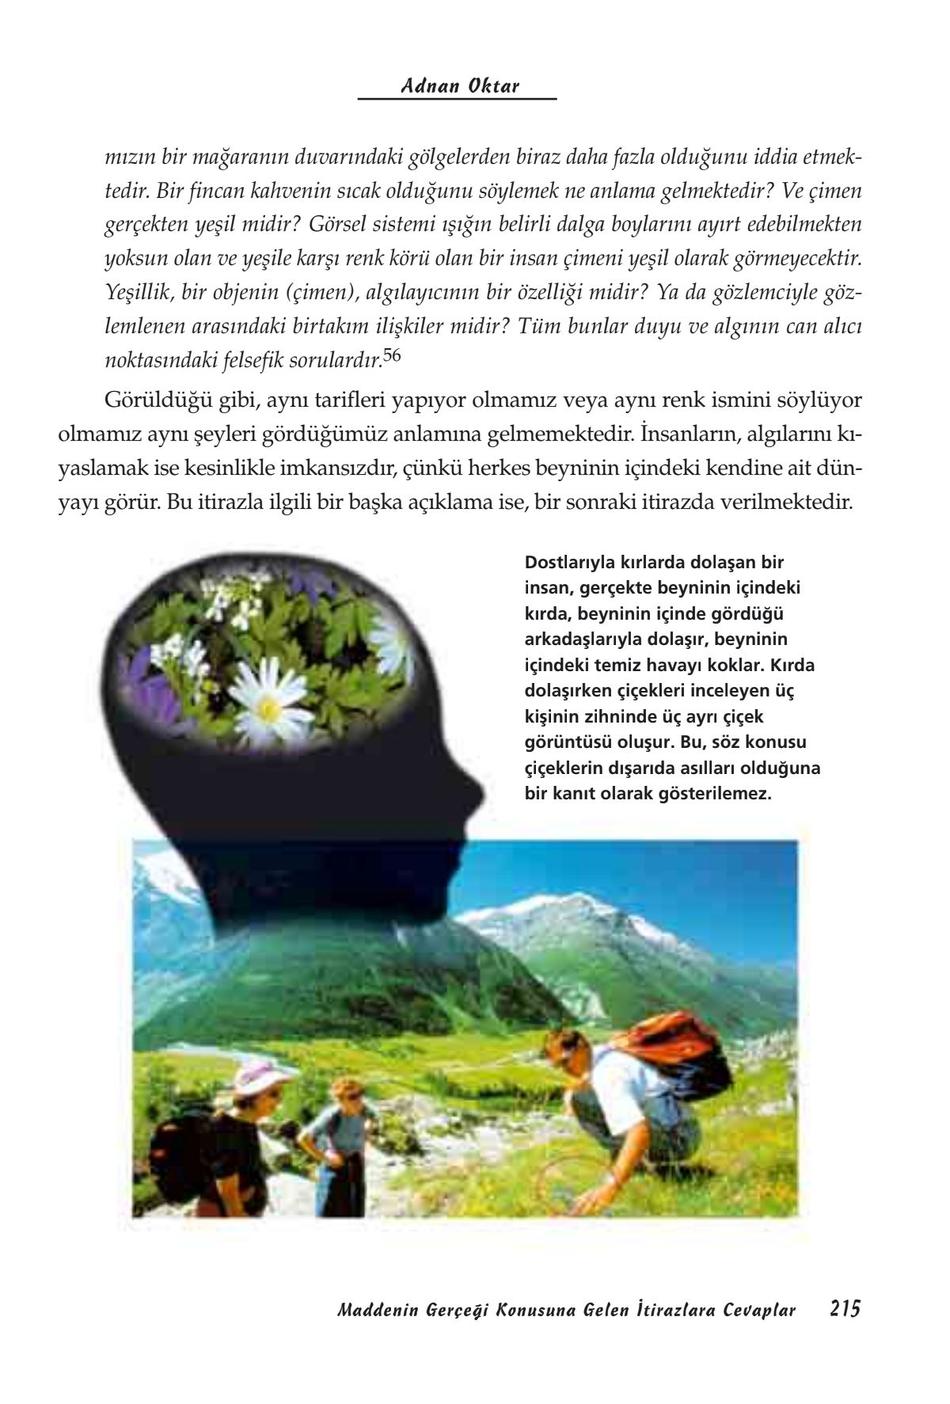 Adnan Oktar
mızın bir mağaranın duvarındaki gölgelerden biraz daha fazla olduğunu iddia etmek-
tedir. Bir fincan kahvenin sıcak olduğunu söylemek ne anlama gelmektedir? Ve çimen
gerçekten yeşil midir? Görsel sistemi ışığın belirli dalga boylarını ayırt edebilmekten
yoksun olan ve yeşile karşı renk körü olan bir insan çimeni yeşil olarak görmeyecektir.
Yeşillik, bir objenin (çimen), algılayıcının bir özelliği midir? Ya da gözlemciyle göz-
lemlenen arasındaki birtakım ilişkiler midir? Tüm bunlar duyu ve algının can alıcı
noktasındaki felsefik sorulardır.56
Görüldüğü gibi, aynı tarifleri yapıyor olmamız veya aynı renk ismini söylüyor
olmamız aynı şeyleri gördüğümüz anlamına gelmemektedir. İnsanların, algılarını kı-
yaslamak ise kesinlikle imkansızdır, çünkü herkes beyninin içindeki kendine ait dün-
yayı görür. Bu itirazla ilgili bir başka açıklama ise, bir sonraki itirazda verilmektedir.
Dostlarıyla kırlarda dolaşan bir
insan, gerçekte beyninin içindeki
kırda, beyninin içinde gördüğü
arkadaşlarıyla dolaşır, beyninin
içindeki temiz havayı koklar. Kırda
dolaşırken çiçekleri inceleyen üç
kişinin zihninde üç ayrı çiçek
görüntüsü oluşur. Bu, söz konusu
çiçeklerin dışarıda asılları olduğuna
bir kanıt olarak gösterilemez.
Maddenin Gerçeği Konusuna Gelen İtirazlara Cevaplar 215